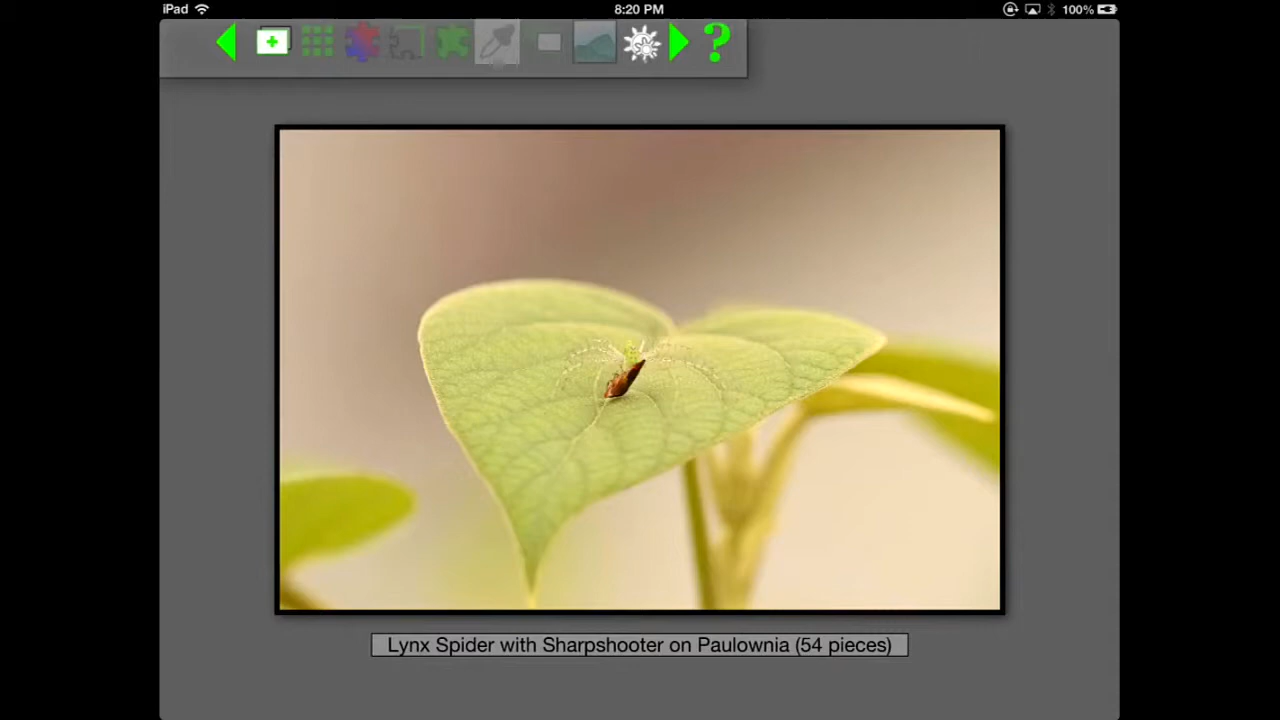 iPad 8:20 PM 100%
?
Lynx Spider with Sharpshooter on Paulownia (54 pieces)